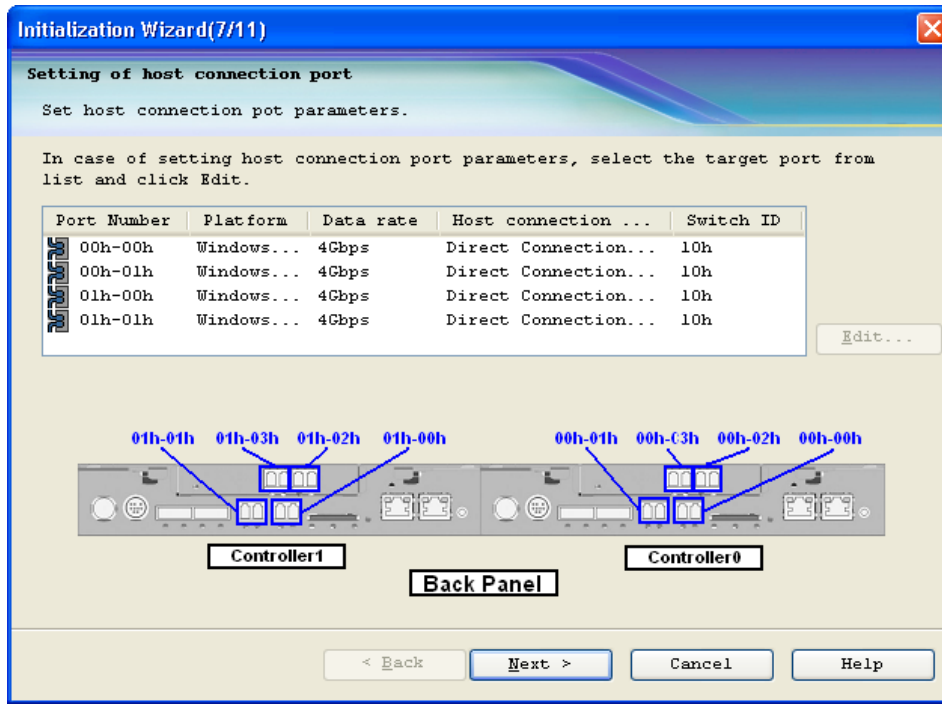 Initialization Wizard(7/11)
Setting of host connection port
Set host connection pot parameters.
In case of setting host connection port parameters, select the target port from
list and click Edit.
Port Number Platform Data rate Host connection ... Switch ID
00h-00h Windows... 4Gbps Direct Connection... 10h
00h-01h Windows... 4Gbps Direct Connection... 10h
01h-00h Windows... 4Gbps Direct Connection... 10h
01h-01h Windows... 4Gbps Direct Connection... 10h
Edit...
01h-01h 01h-03h 01h-02h 01h-00h 00h-01h 00h-03h 00h-02h 00h-00h
Controller1 Controller0
Back Panel
< Back Next > Cancel Help